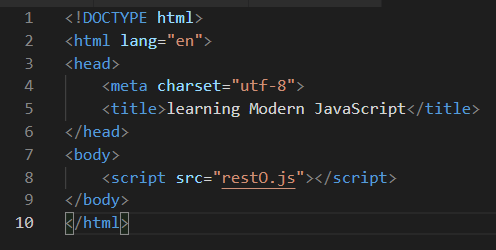 1 <!DOCTYPE html>
2 <html lang="en">
3 <head>
4 <meta charset="utf-8">
5 <title>learning Modern JavaScript</title>
6 </head>
7 <body>
8 <script src="restO.js"></script>
9 </body>
10 </html>